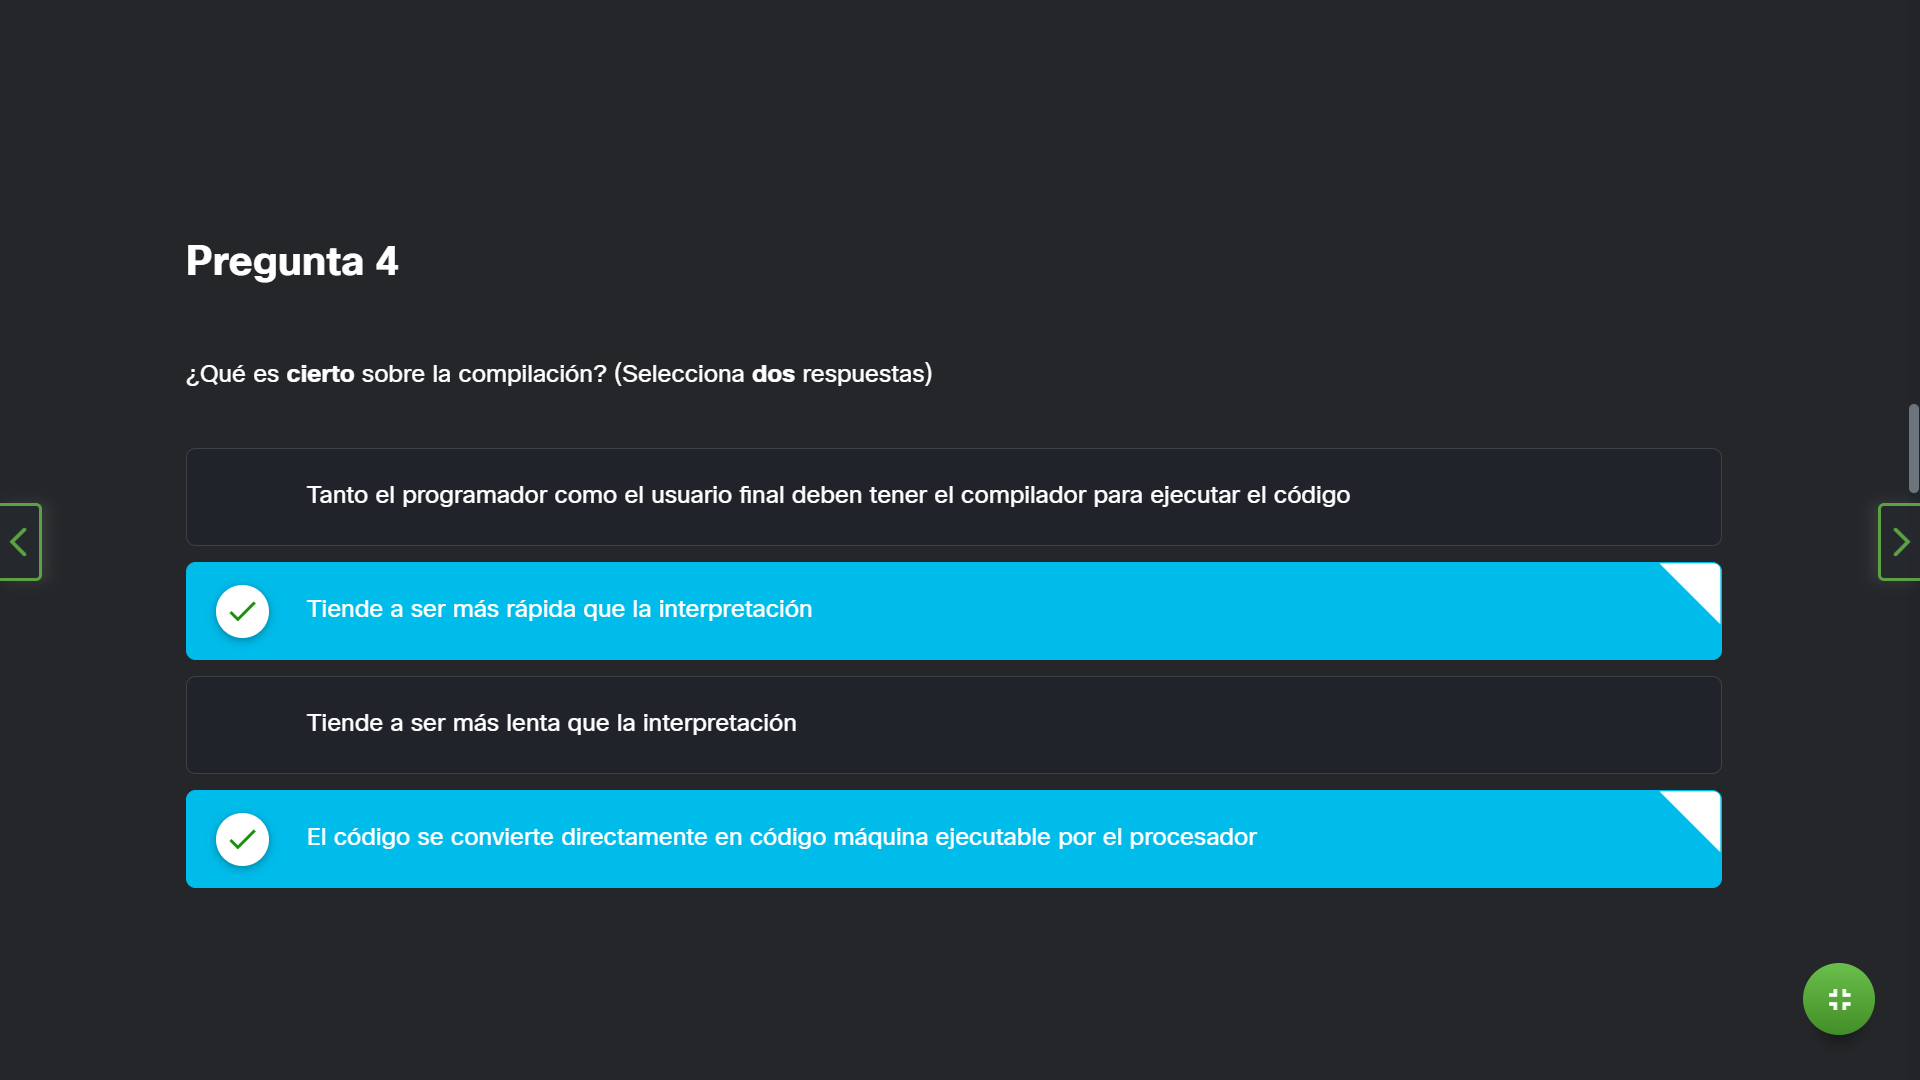 Pregunta 4
¿Qué es cierto sobre la compilación? (Selecciona dos respuestas)
Tanto el programador como el usuario final deben tener el compilador para ejecutar el código
Tiende a ser más rápida que la interpretación
Tiende a ser más lenta que la interpretación
El código se convierte directamente en código máquina ejecutable por el procesador